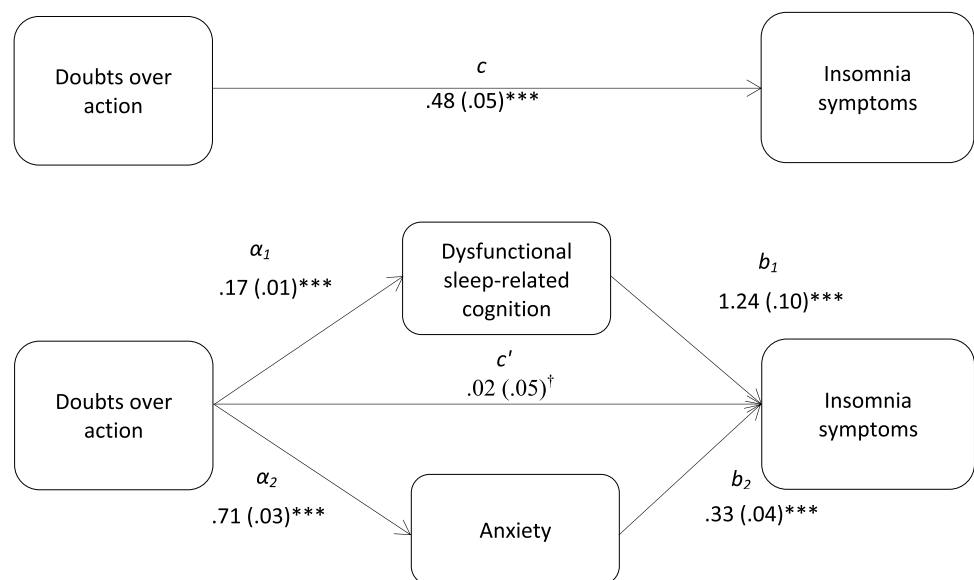 Doubts over
action
c
.48 (.05)***
Insomnia
symptoms
α1
.17 (.01)***
Dysfunctional
sleep-related
cognition
b1
1.24 (.10)***
Doubts over
action
c'
.02 (.05)†
Insomnia
symptoms
α2
.71 (.03)***
Anxiety
b2
.33 (.04)***